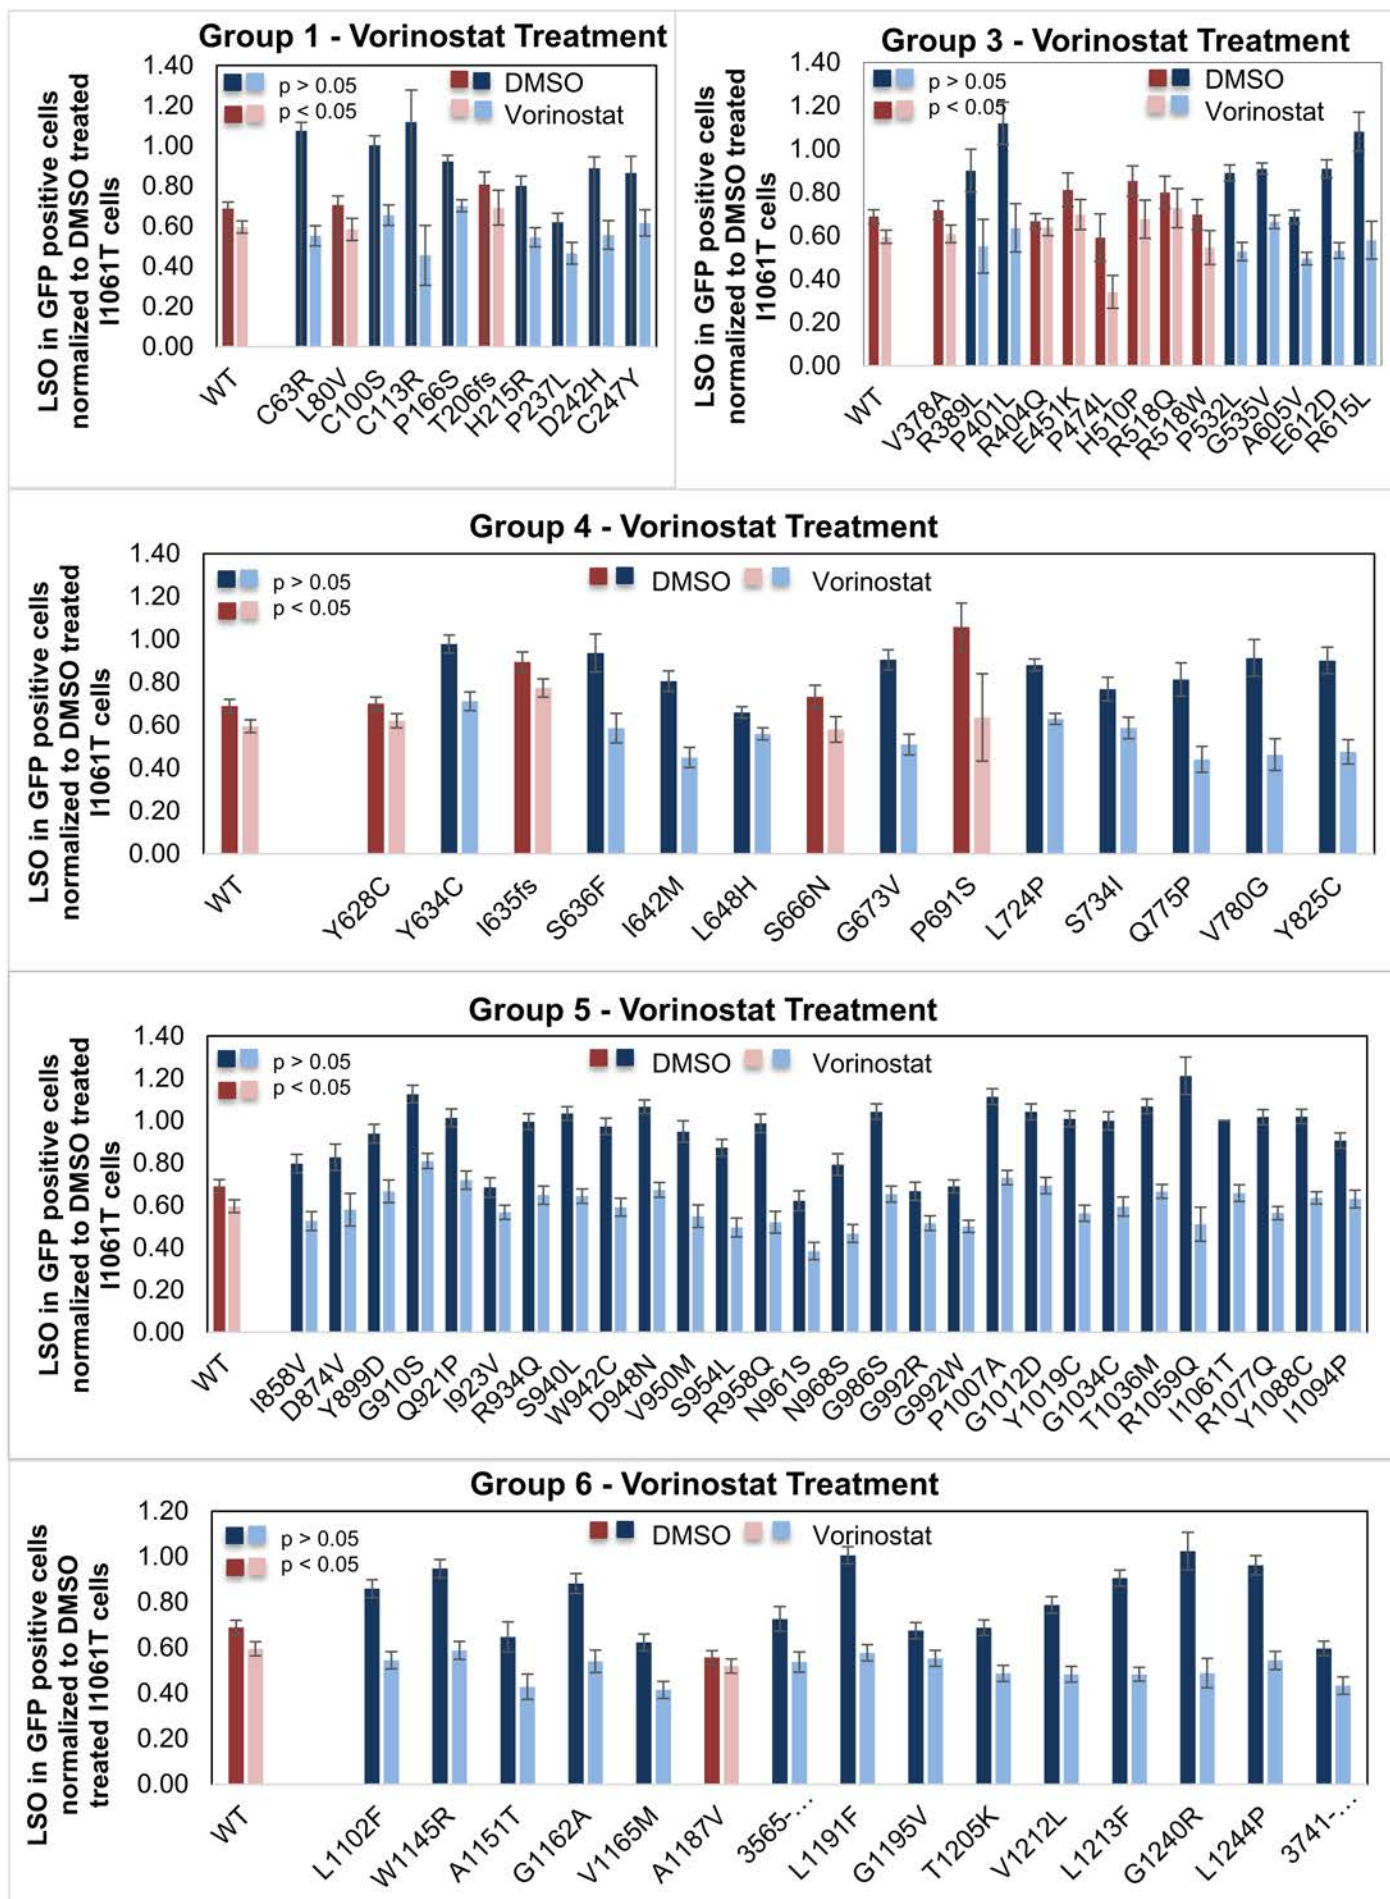 Group 1 - Vorinostat Treatment
LSO in GFP positive cells
normalized to DMSO treated
I1061T cells
1.40
1.20
1.00
0.80
0.60
0.40
0.20
0.00
p > 0.05
p < 0.05
DMSO
Vorinostat
WT
C63R
L80V
C100S
C113R
P166S
T206fs
H215R
P237L
D242H
C247Y
Group 3 - Vorinostat Treatment
LSO in GFP positive cells
normalized to DMSO treated
I1061T cells
1.40
1.20
1.00
0.80
0.60
0.40
0.20
0.00
p > 0.05
p < 0.05
DMSO
Vorinostat
WT
V378A
R389L
P401L
R404Q
E451K
P474L
H510P
R518Q
R518W
P532L
G535V
A605V
E612D
R615L
Group 4 - Vorinostat Treatment
LSO in GFP positive cells
normalized to DMSO treated
I1061T cells
1.40
1.20
1.00
0.80
0.60
0.40
0.20
0.00
p > 0.05
p < 0.05
DMSO
Vorinostat
WT
Y628C
Y634C
I635fs
S636F
I642M
L648H
S666N
G673V
P691S
L724P
S734I
Q775P
V780G
Y825C
Group 5 - Vorinostat Treatment
LSO in GFP positive cells
normalized to DMSO treated
I1061T cells
1.40
1.20
1.00
0.80
0.60
0.40
0.20
0.00
p > 0.05
p < 0.05
DMSO
Vorinostat
WT
I858V
D874V
Y899D
G910S
Q921P
I923V
R934Q
S940L
W942C
D948N
V950M
S954L
R958Q
N961S
N968S
G986S
G992R
G992W
P1007A
G1012D
Y1019C
G1034C
T1036M
R1059Q
I1061T
R1077Q
Y1088C
I1094P
Group 6 - Vorinostat Treatment
LSO in GFP positive cells
normalized to DMSO
treated I1061T cells
1.20
1.00
0.80
0.60
0.40
0.20
0.00
p > 0.05
p < 0.05
DMSO
Vorinostat
WT
L1102F
W1145R
A1151T
G1162A
V1165M
A1187V
3565-…
L1191F
G1195V
T1205K
V1212L
L1213F
G1240R
L1244P
3741-…